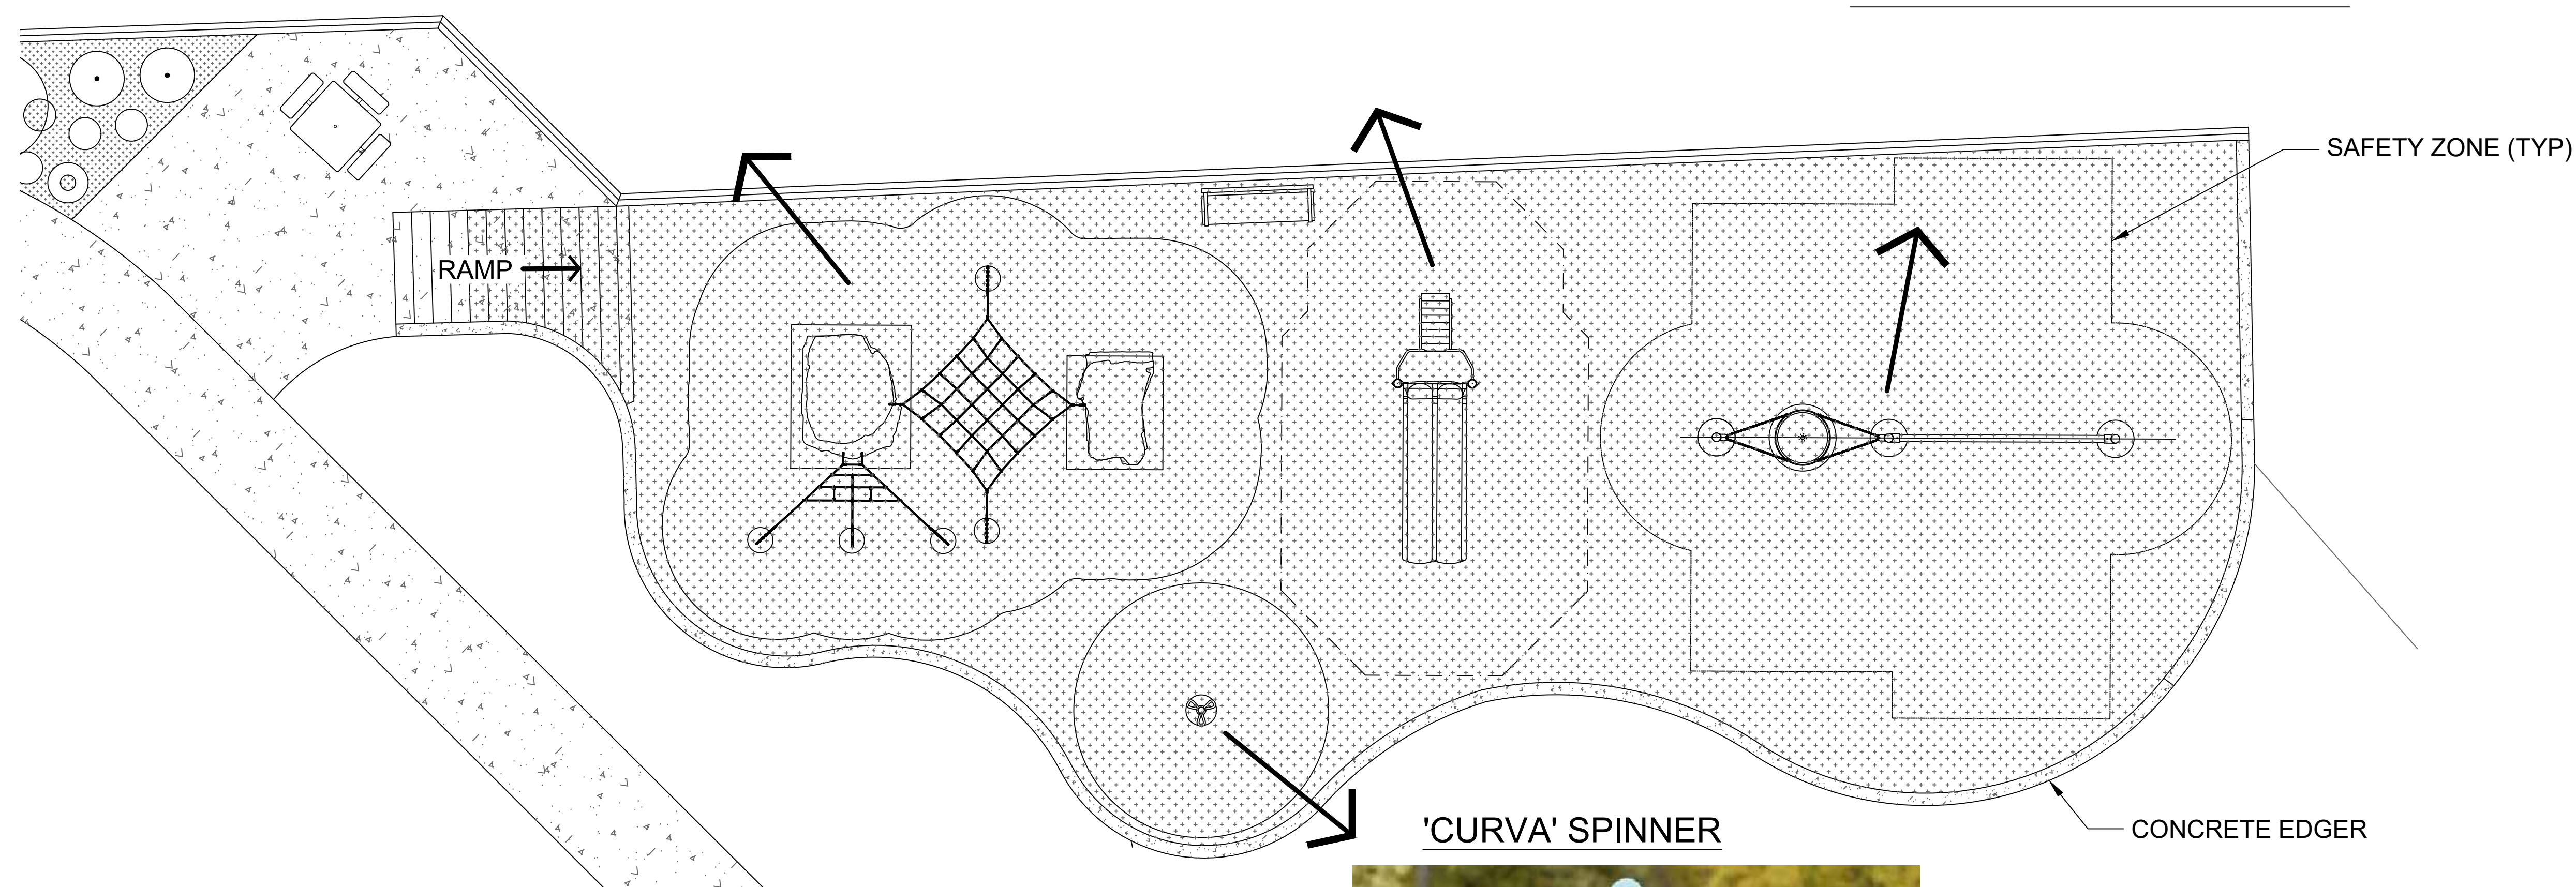 SAFETY ZONE (TYP)
RAMP
'CURVA' SPINNER
CONCRETE EDGER